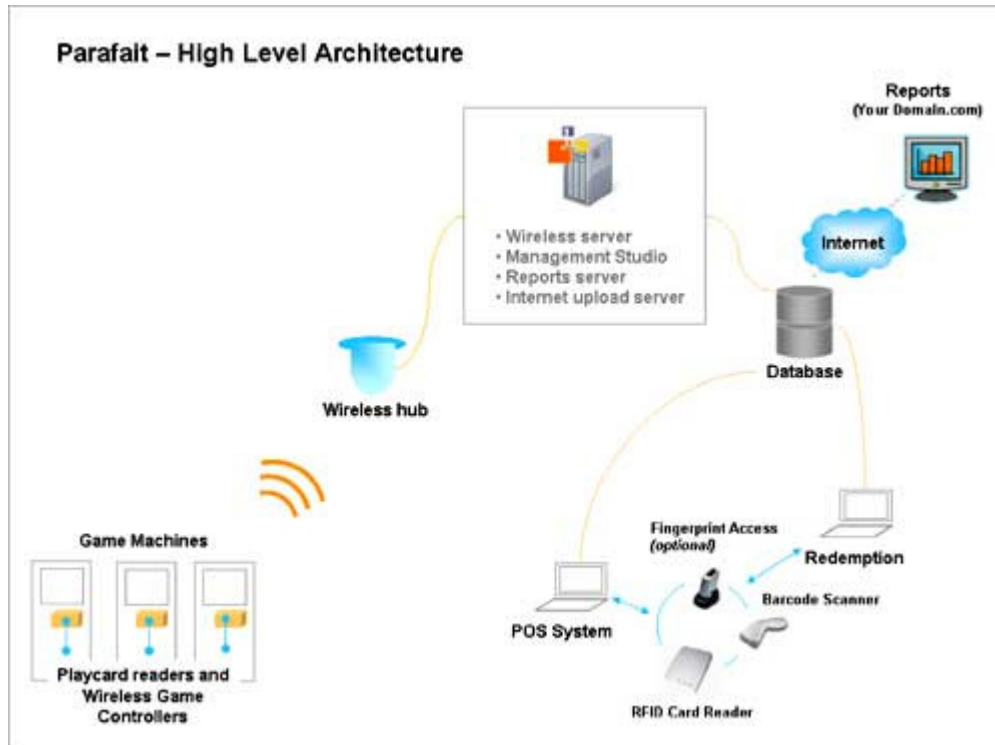 Parafait – High Level Architecture
Reports
(Your Domain.com)
• Wireless server
• Management Studio
• Reports server
• Internet upload server
Internet
Database
Wireless hub
Game Machines
Fingerprint Access
(optional)
Redemption
Barcode Scanner
POS System
Playcard readers and
Wireless Game
Controllers
RFID Card Reader